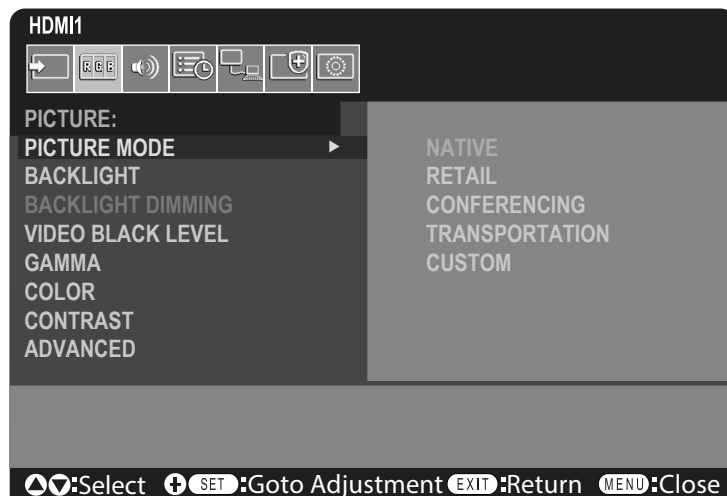 HDMI1
RGB
PICTURE:
PICTURE MODE
BACKLIGHT
BACKLIGHT DIMMING
VIDEO BLACK LEVEL
GAMMA
COLOR
CONTRAST
ADVANCED
NATIVE
RETAIL
CONFERENCING
TRANSPORTATION
CUSTOM
:Select SET:Goto Adjustment EXIT:Return MENU:Close